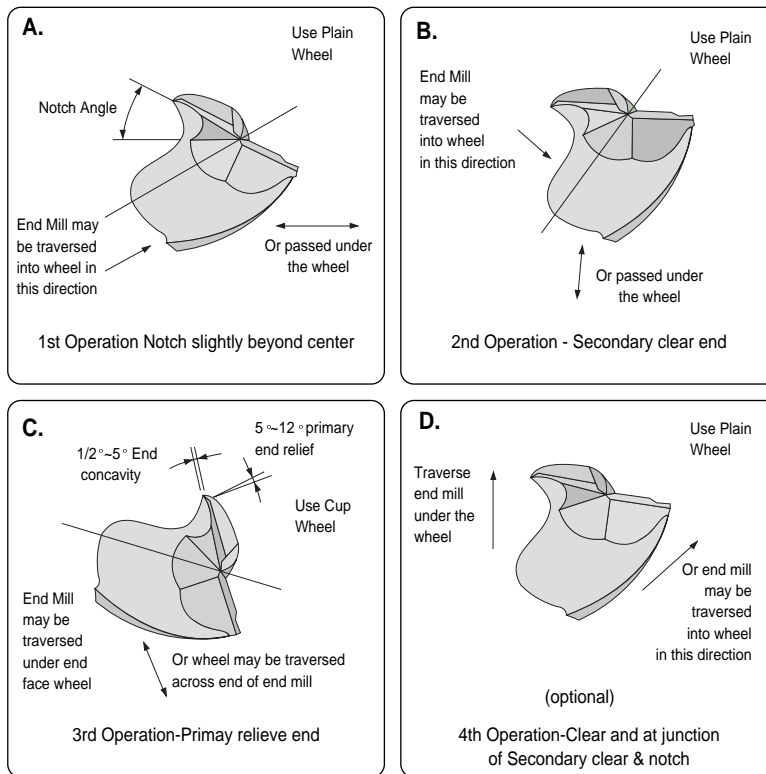 A.
Use Plain
Wheel
Notch Angle
End Mill may
be traversed
into wheel in
this direction
Or passed under
the wheel
1st Operation Notch slightly beyond center
B.
Use Plain
Wheel
End Mill
may be
traversed
into wheel
in this direction
Or passed under
the wheel
2nd Operation - Secondary clear end
C.
1/2°~5° End
concavity
5°~12° primary
end relief
Use Cup
Wheel
End Mill
may be
traversed
under end
face wheel
Or wheel may be traversed
across end of end mill
3rd Operation-Primay relieve end
D.
Use Plain
Wheel
Traverse
end mill
under the
wheel
Or end mill
may be
traversed
into wheel
in this direction
(optional)
4th Operation-Clear and at junction
of Secondary clear & notch